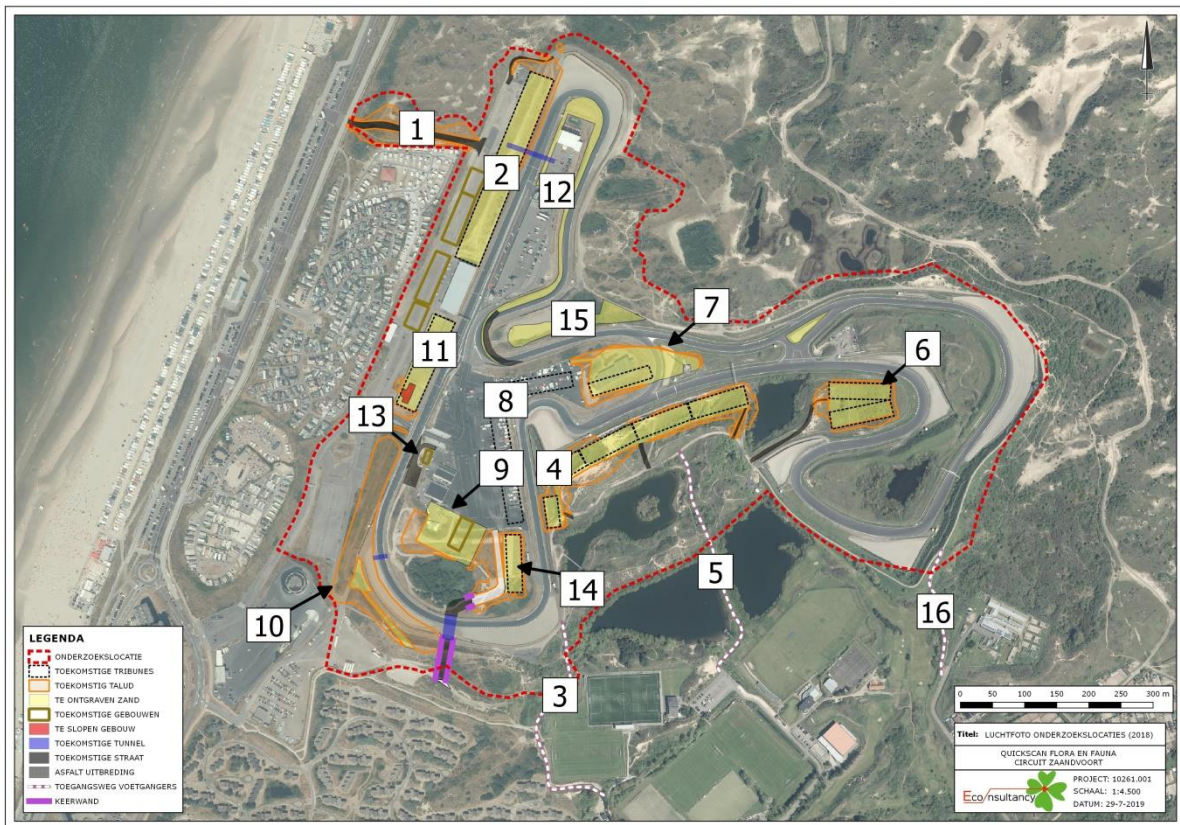 1
2
12
7
15
6
11
8
13
4
9
5
14
16
10
3
LEGENDA
ONDERZOEKSLOCATIE
TOEKOMSTIGE TRIBUNES
TOEKOMSTIG TALUD
TE ONTGRAVEN ZAND
TOEKOMSTIGE GEBOUWEN
TE SLOPEN GEBOUW
TOEKOMSTIGE TUNNEL
TOEKOMSTIGE STRAAT
ASFALT UITBREDING
TOEGANGSWEG VOETGANGERS
KEERWAND
0 50 100 150 200 300 m
Titel: LUCHTFOTO ONDERZOEKSLOCATIES (2018)
QUICKSCAN FLORA EN FAUNA
CIRCUIT ZAANDVOORT
Econsultancy
PROJECT: 10261.001
SCHAAL: 1:4.500
DATUM: 29-7-2019